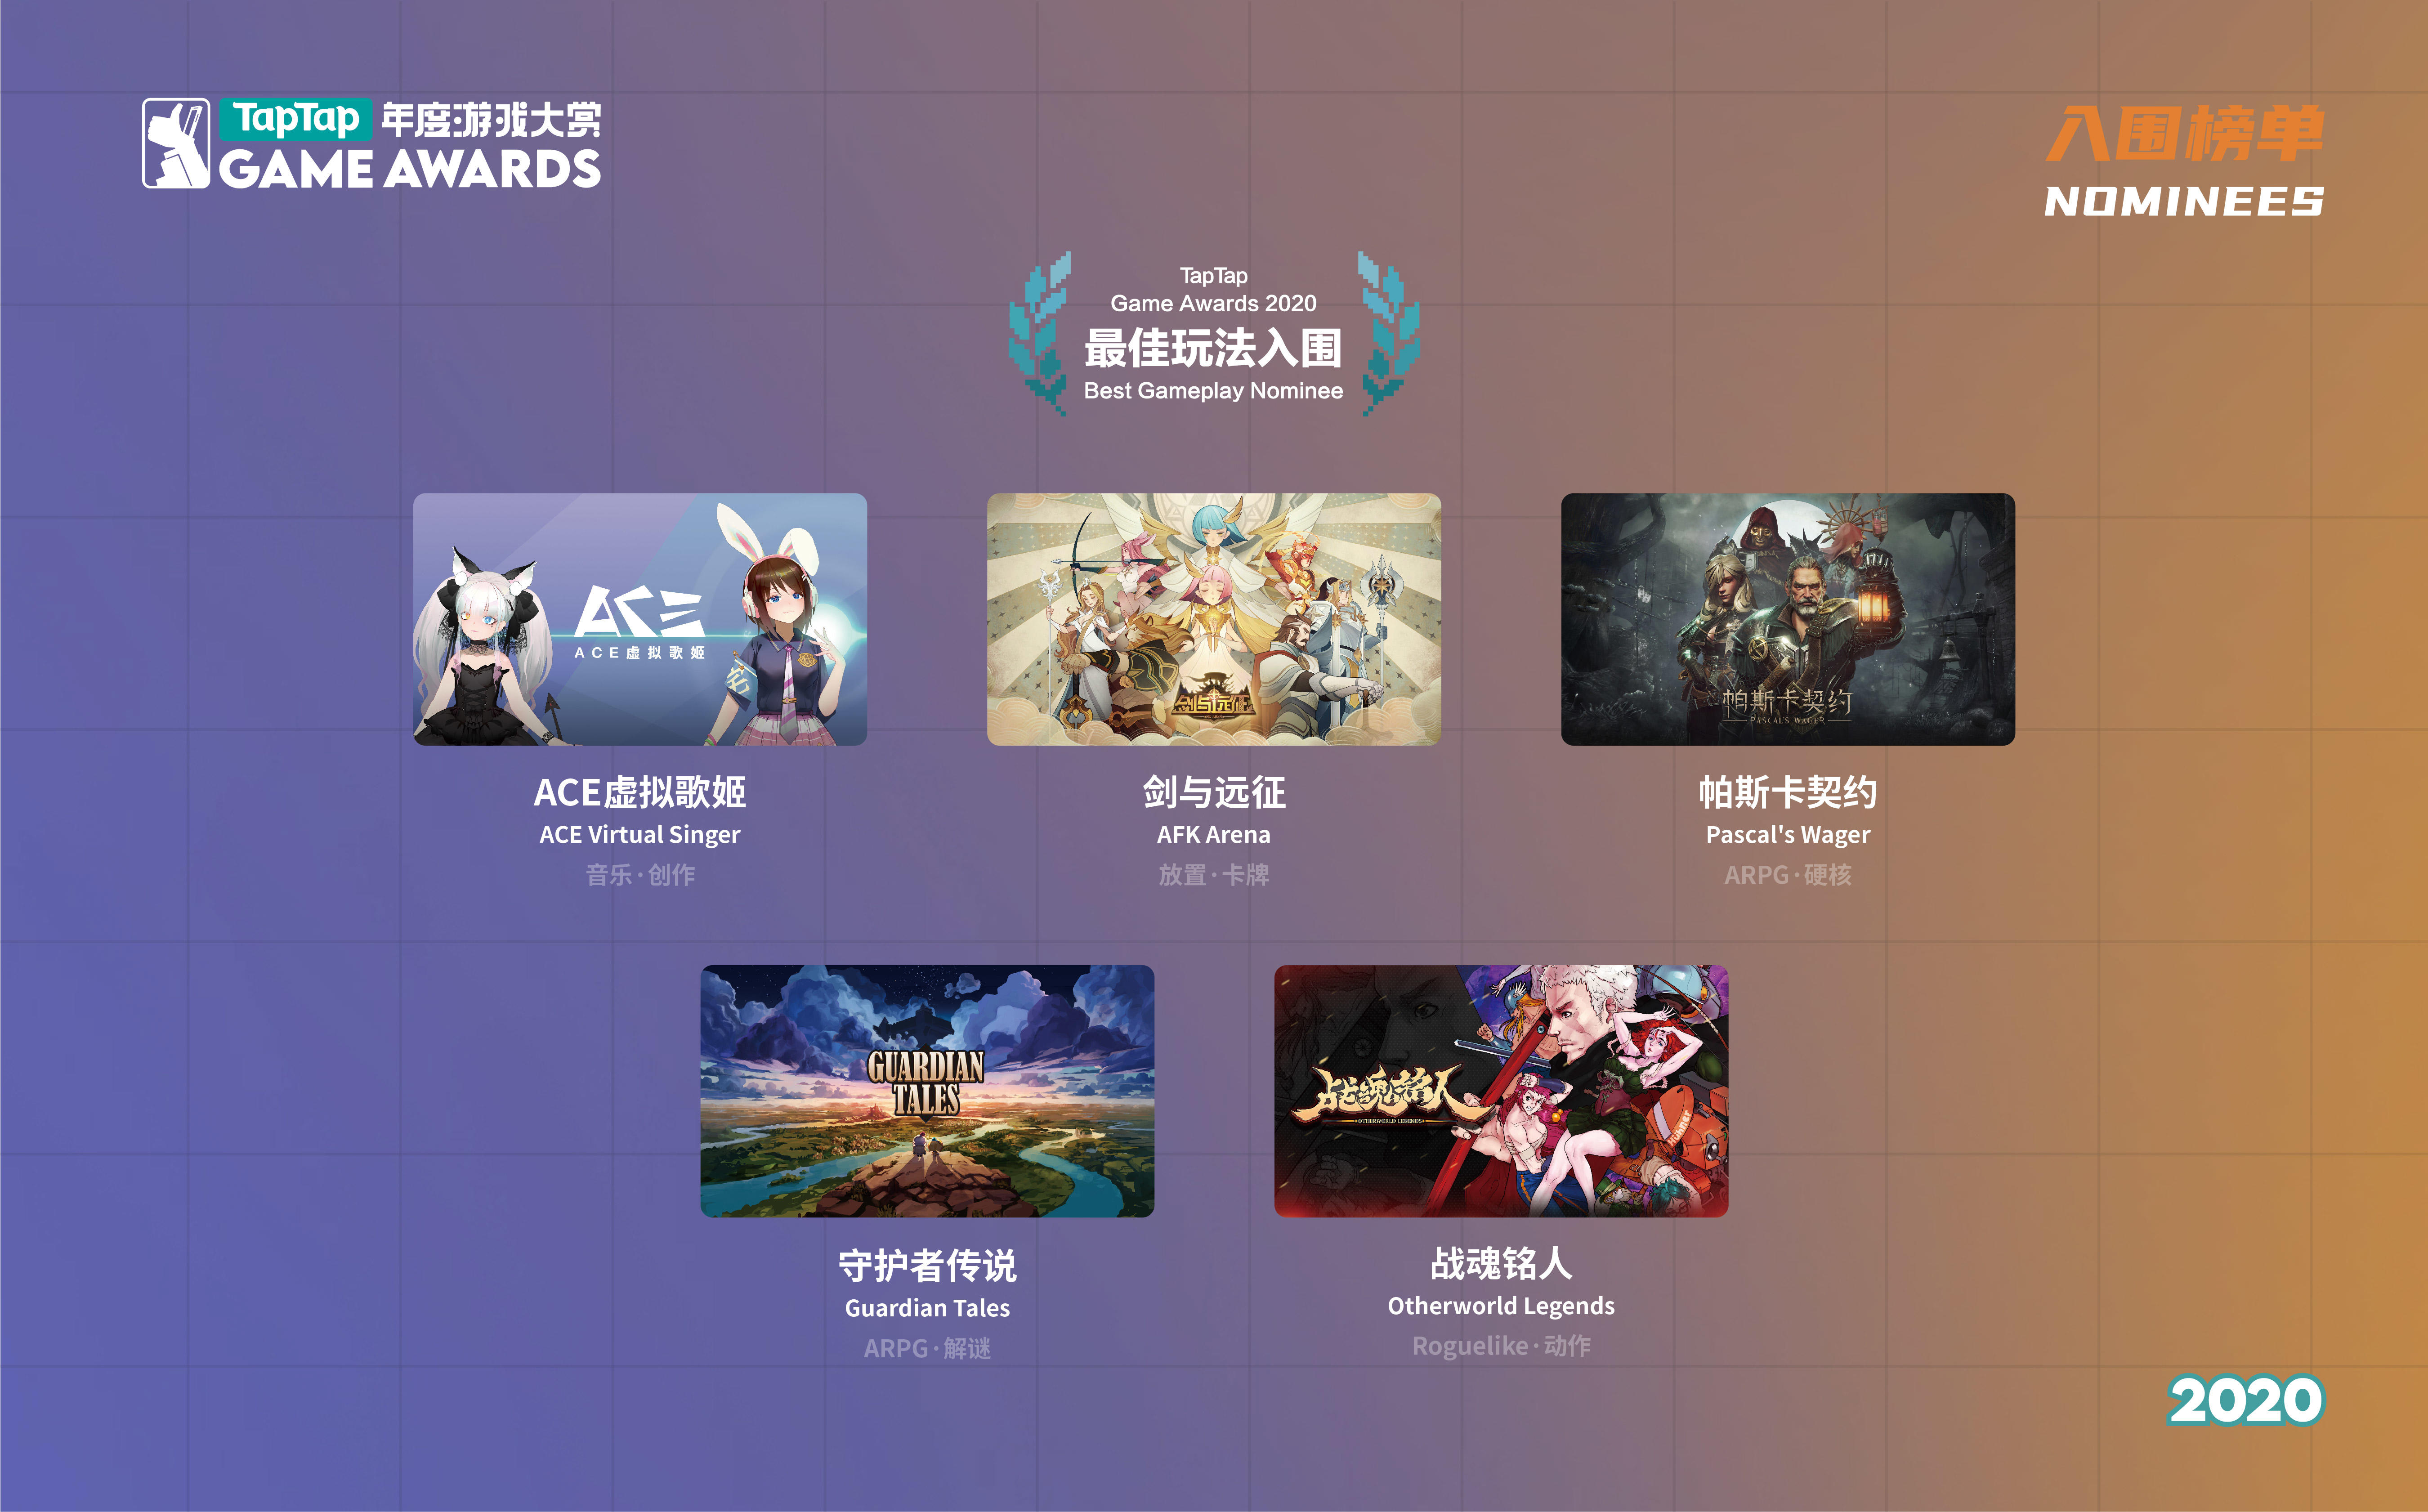 TapTap 年度游戏大赏
GAME AWARDS
入围榜单
NOMINEES
TapTap
Game Awards 2020
最佳玩法入围
Best Gameplay Nominee
ACE
ACE虚拟歌姬
剑与远征
帕斯卡契约
PASCAL'S WAGER
ACE虚拟歌姬
ACE Virtual Singer
音乐·创作
剑与远征
AFK Arena
放置·卡牌
帕斯卡契约
Pascal's Wager
ARPG·硬核
GUARDIAN
TALES
战魂铭人
OTHERWORLD LEGENDS
守护者传说
Guardian Tales
ARPG·解谜
战魂铭人
Otherworld Legends
Roguelike·动作
2020